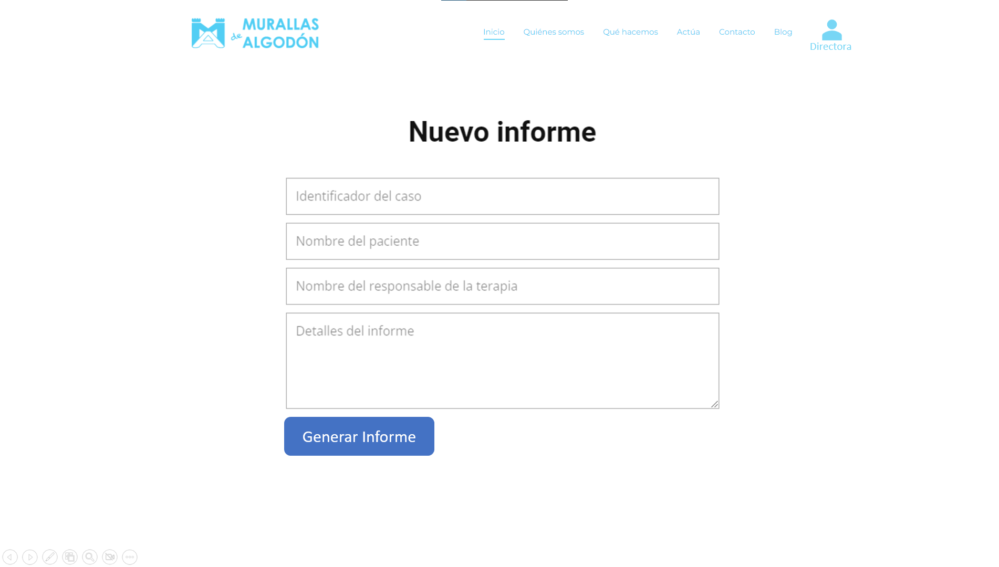 MURALLAS
de ALGODÓN
Inicio Quiénes somos Qué hacemos Actúa Contacto Blog
Directora
Nuevo informe
Identificador del caso
Nombre del paciente
Nombre del responsable de la terapia
Detalles del informe
Generar Informe